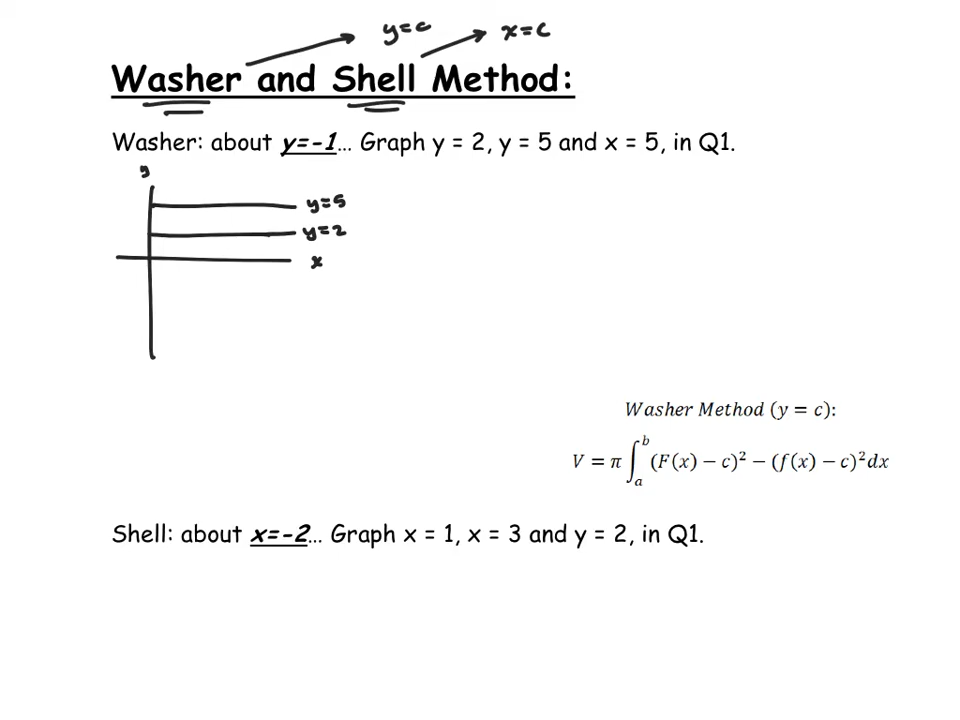 y=c x=c
Washer and Shell Method:
Washer: about y=-1… Graph y = 2, y = 5 and x = 5, in Q1.
y
y=5
y=2
x
Washer Method (y = c):
V = π ∫ₐᵇ (F(x) − c)² − (f(x) − c)² dx
Shell: about x=-2… Graph x = 1, x = 3 and y = 2, in Q1.